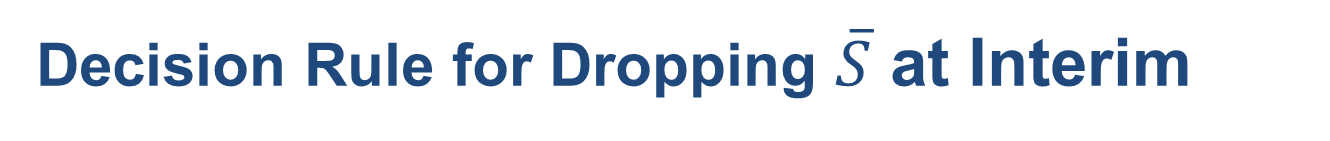 Decision Rule for Dropping S̅ at Interim